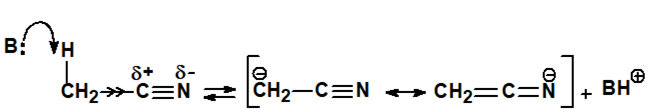 B: H
δ+ δ-
CH₂ C≡N ⇌ [ ⊖CH₂—C≡N ↔ CH₂=C=N⊖ ] + BH⊕